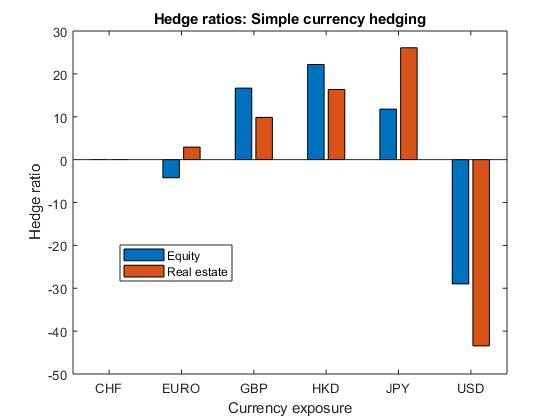 Hedge ratios: Simple currency hedging
30
20
10
0
-10
-20
-30
-40
-50
Hedge ratio
Equity
Real estate
CHF EURO GBP HKD JPY USD
Currency exposure